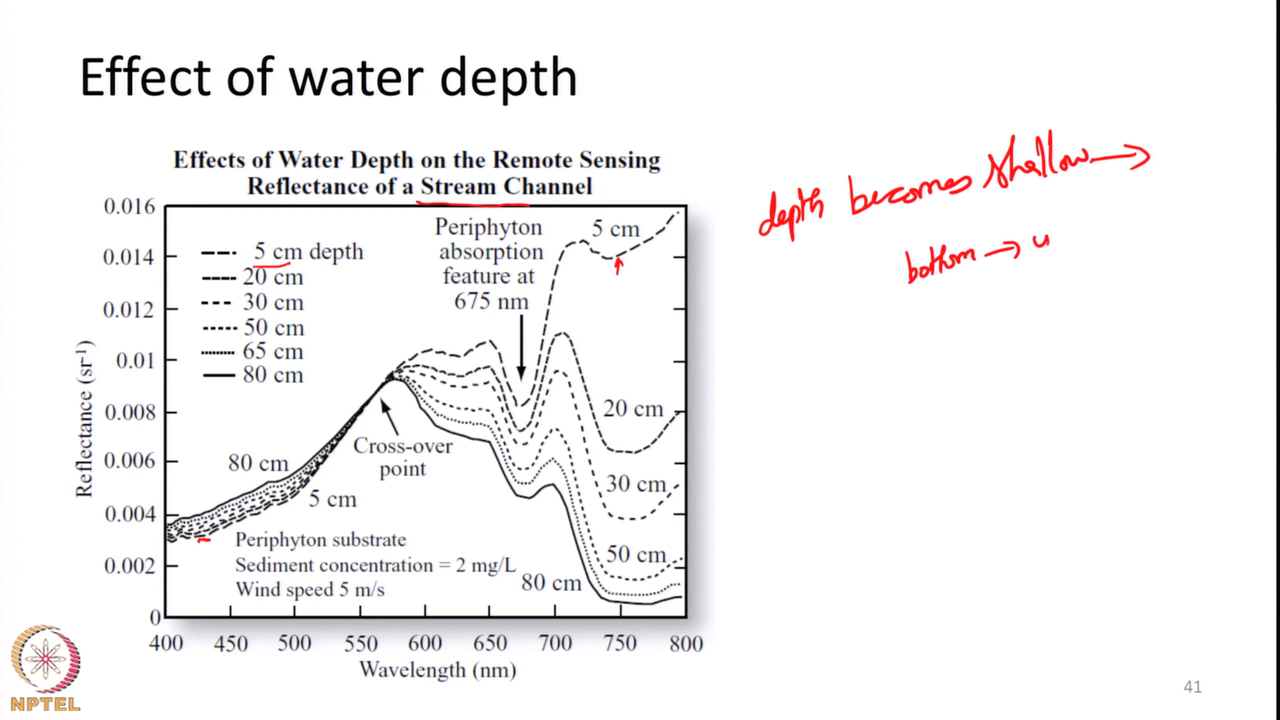 Effect of water depth
Effects of Water Depth on the Remote Sensing
Reflectance of a Stream Channel
0.016
0.014
0.012
0.01
0.008
0.006
0.004
0.002
0
Reflectance (sr⁻¹)
5 cm depth
20 cm
30 cm
50 cm
65 cm
80 cm
Periphyton
absorption
feature at
675 nm
5 cm
20 cm
30 cm
50 cm
80 cm
80 cm
5 cm
Cross-over
point
Periphyton substrate
Sediment concentration = 2 mg/L
Wind speed 5 m/s
400 450 500 550 600 650 700 750 800
Wavelength (nm)
depth becomes shallow →
bottom → u
NPTEL
41